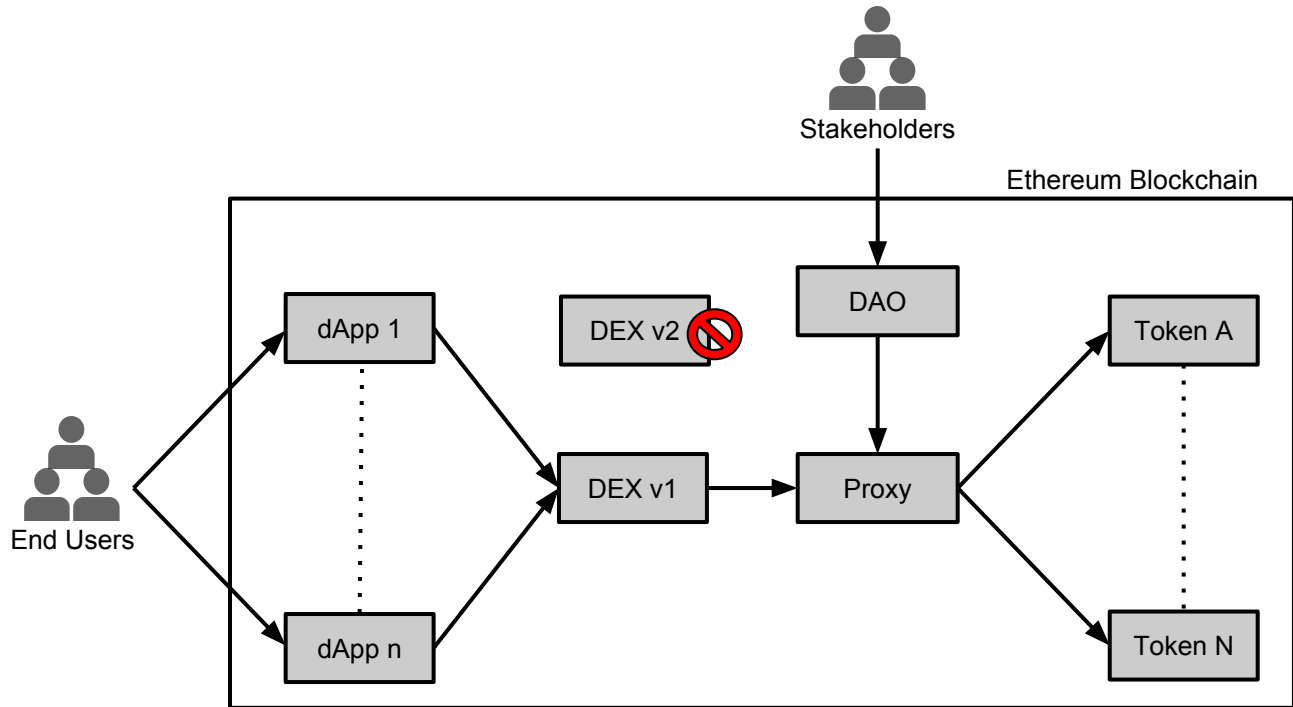 Stakeholders
Ethereum Blockchain
dApp 1
DEX v2
DAO
Token A
End Users
DEX v1
Proxy
dApp n
Token N